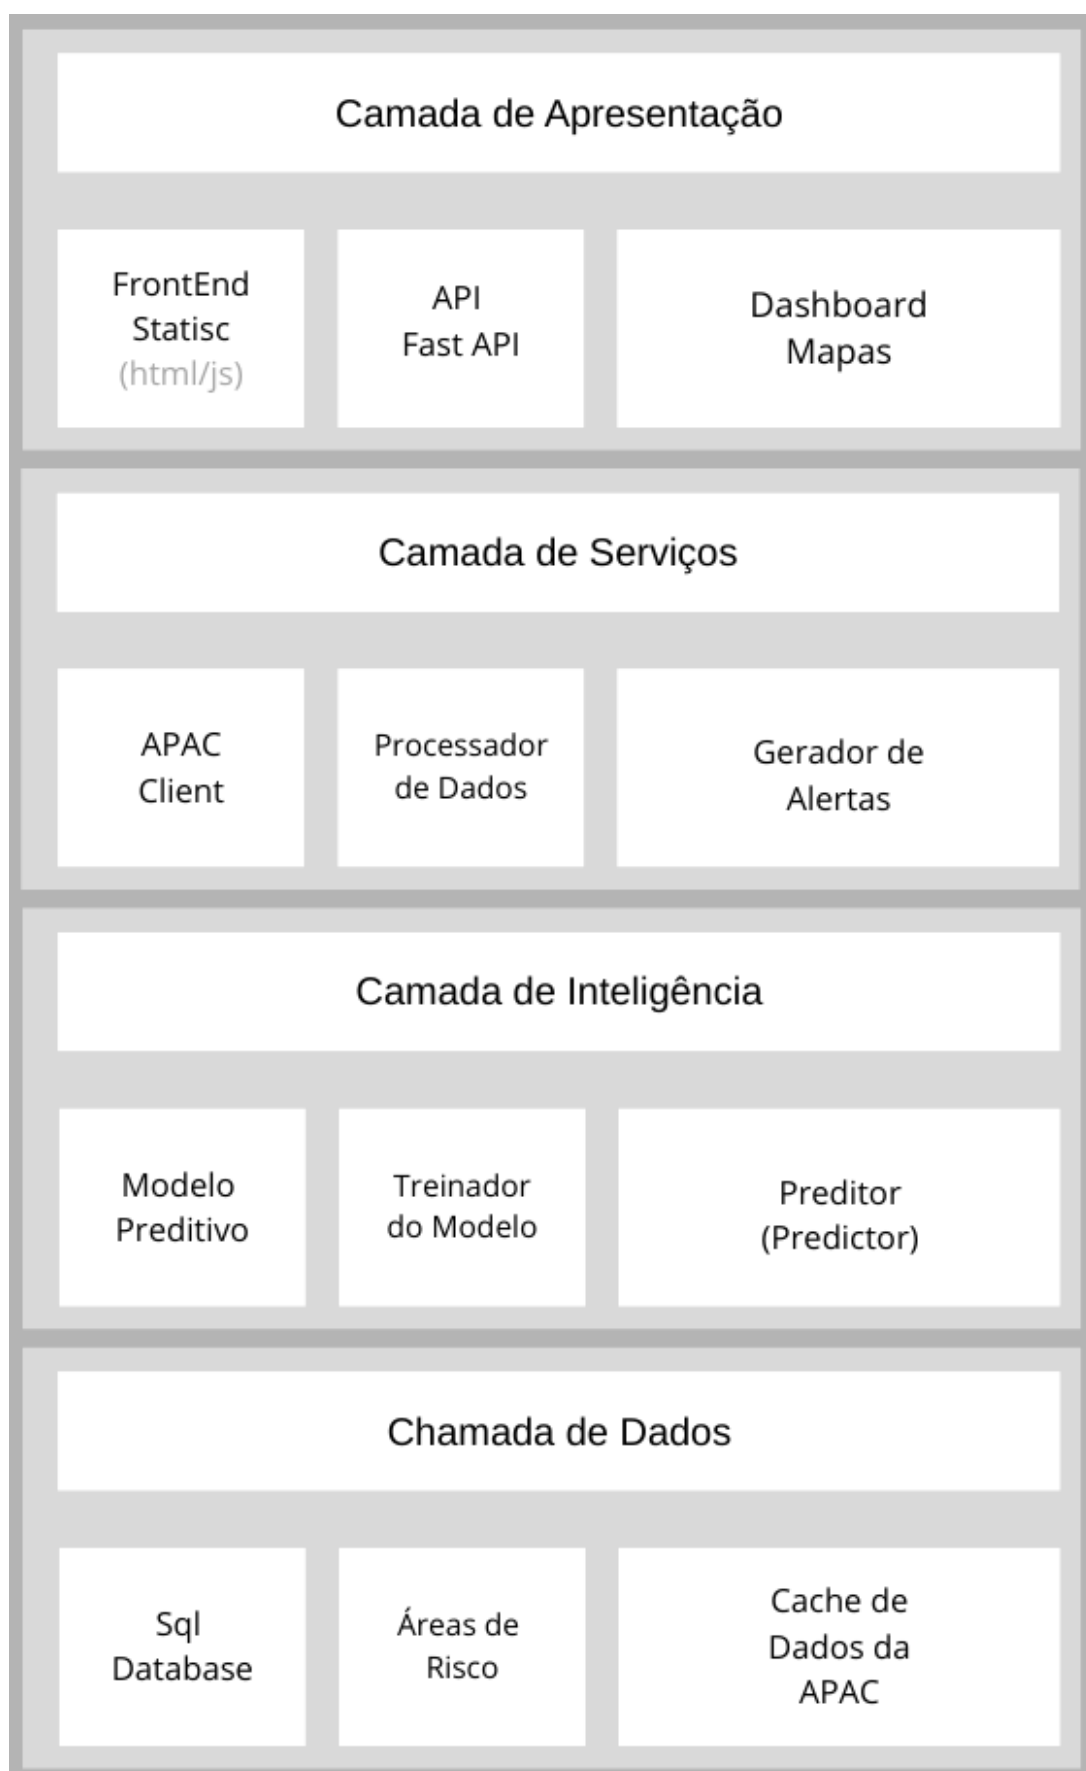 Camada de Apresentação
FrontEnd
Statisc
(html/js)
API
Fast API
Dashboard
Mapas
Camada de Serviços
APAC
Client
Processador
de Dados
Gerador de
Alertas
Camada de Inteligência
Modelo
Preditivo
Treinador
do Modelo
Preditor
(Predictor)
Chamada de Dados
Sql
Database
Áreas de
Risco
Cache de
Dados da
APAC